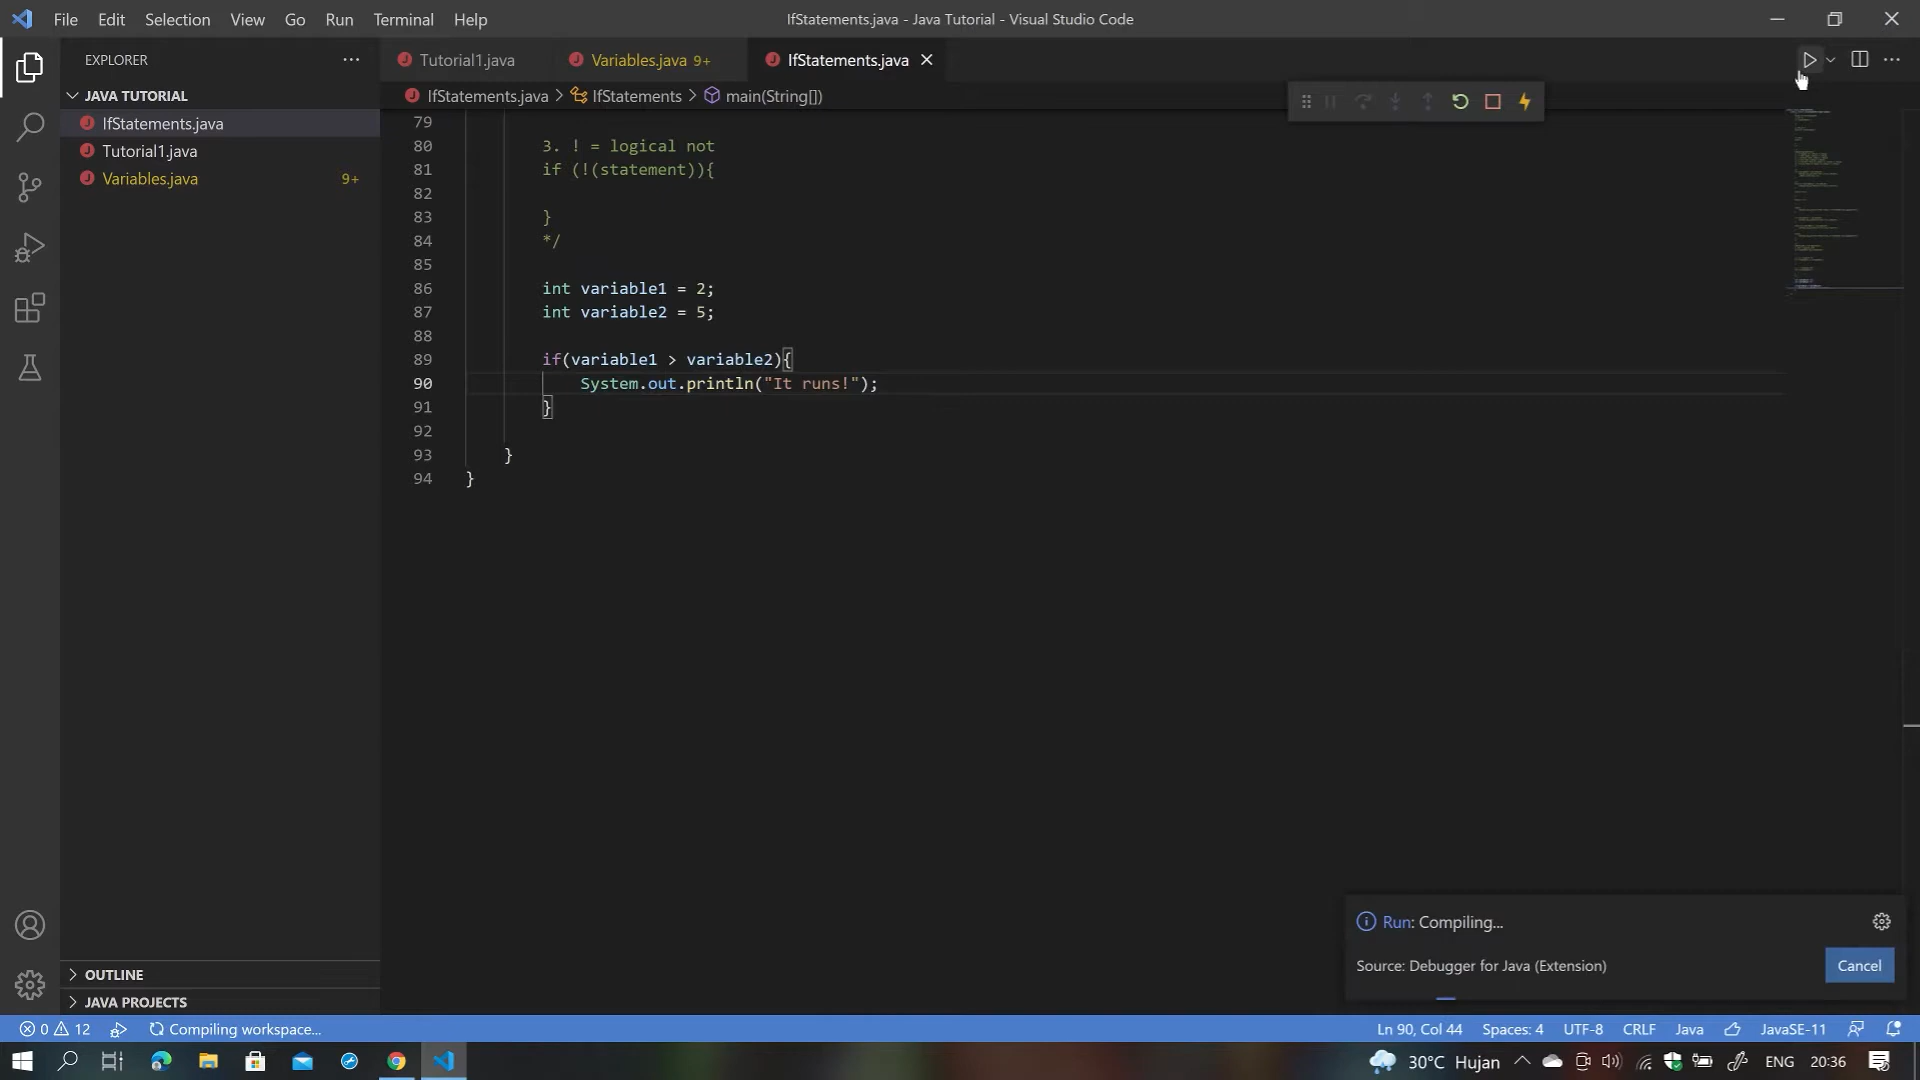 File Edit Selection View Go Run Terminal Help
IfStatements.java - Java Tutorial - Visual Studio Code
EXPLORER
JAVA TUTORIAL
IfStatements.java
Tutorial1.java
Variables.java 9+
OUTLINE
JAVA PROJECTS
Tutorial1.java Variables.java 9+ IfStatements.java
IfStatements.java > IfStatements > main(String[])
79
80 3. ! = logical not
81 if (!(statement)){
82
83 }
84 */
85
86 int variable1 = 2;
87 int variable2 = 5;
88
89 if(variable1 > variable2){
90 System.out.println("It runs!");
91 }
92
93 }
94 }
Run: Compiling...
Source: Debugger for Java (Extension)
Cancel
0 12 Compiling workspace...
Ln 90, Col 44 Spaces: 4 UTF-8 CRLF Java JavaSE-11
30°C Hujan ENG 20:36